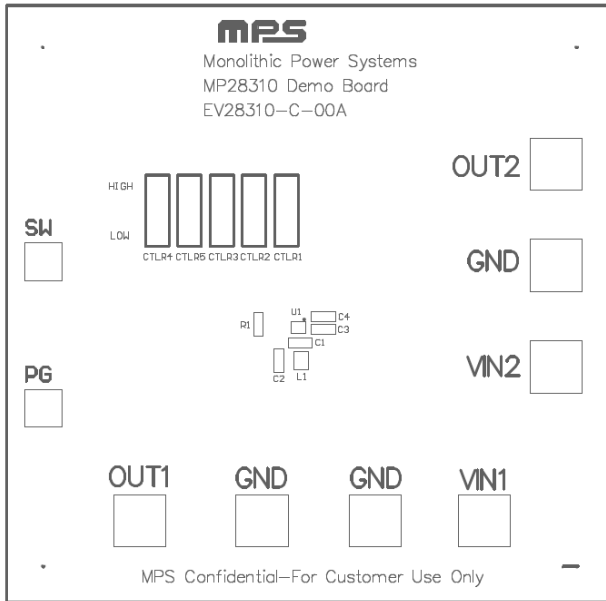 mps
Monolithic Power Systems
MP28310 Demo Board
EV28310-C-00A
OUT2
HIGH
LOW
CTLR4 CTLR5 CTLR3 CTLR2 CTLR1
SW
GND
U1
C4
R1
C3
C1
VIN2
C2
L1
PG
OUT1 GND GND VIN1
MPS Confidential-For Customer Use Only